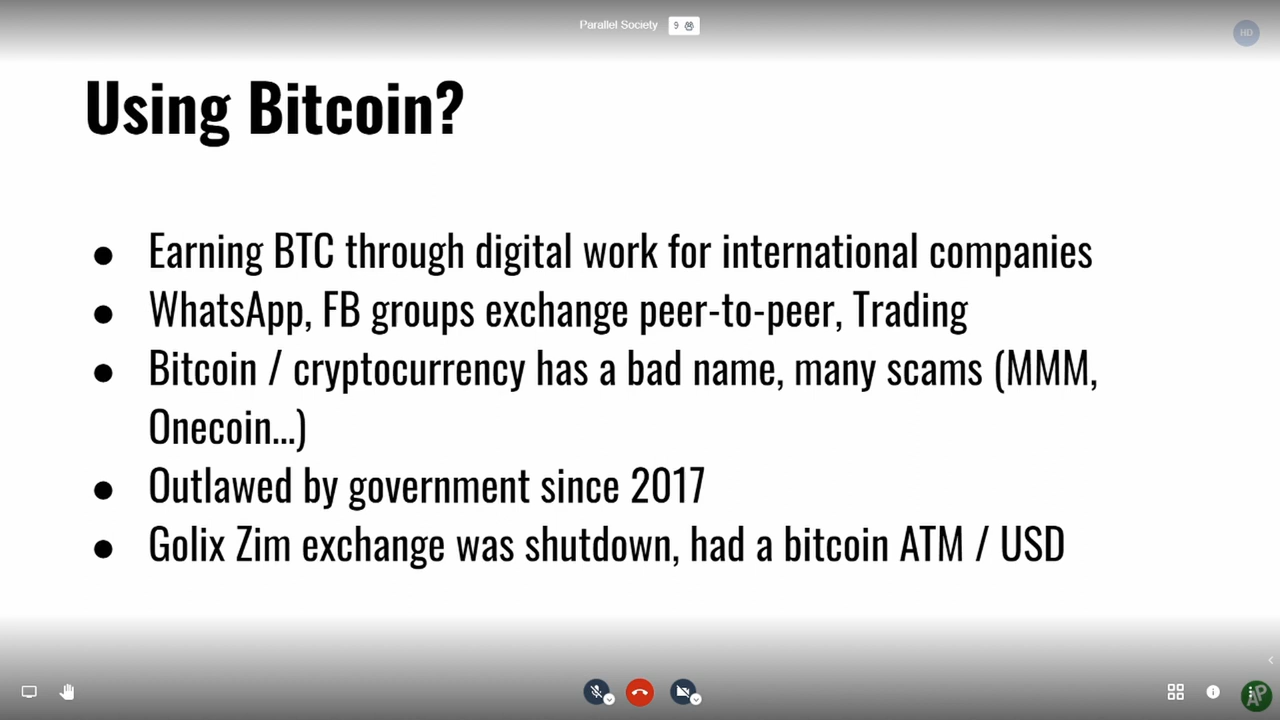 Parallel Society 9
HD
Using Bitcoin?
● Earning BTC through digital work for international companies
● WhatsApp, FB groups exchange peer-to-peer, Trading
● Bitcoin / cryptocurrency has a bad name, many scams (MMM,
Onecoin...)
● Outlawed by government since 2017
● Golix Zim exchange was shutdown, had a bitcoin ATM / USD
AP